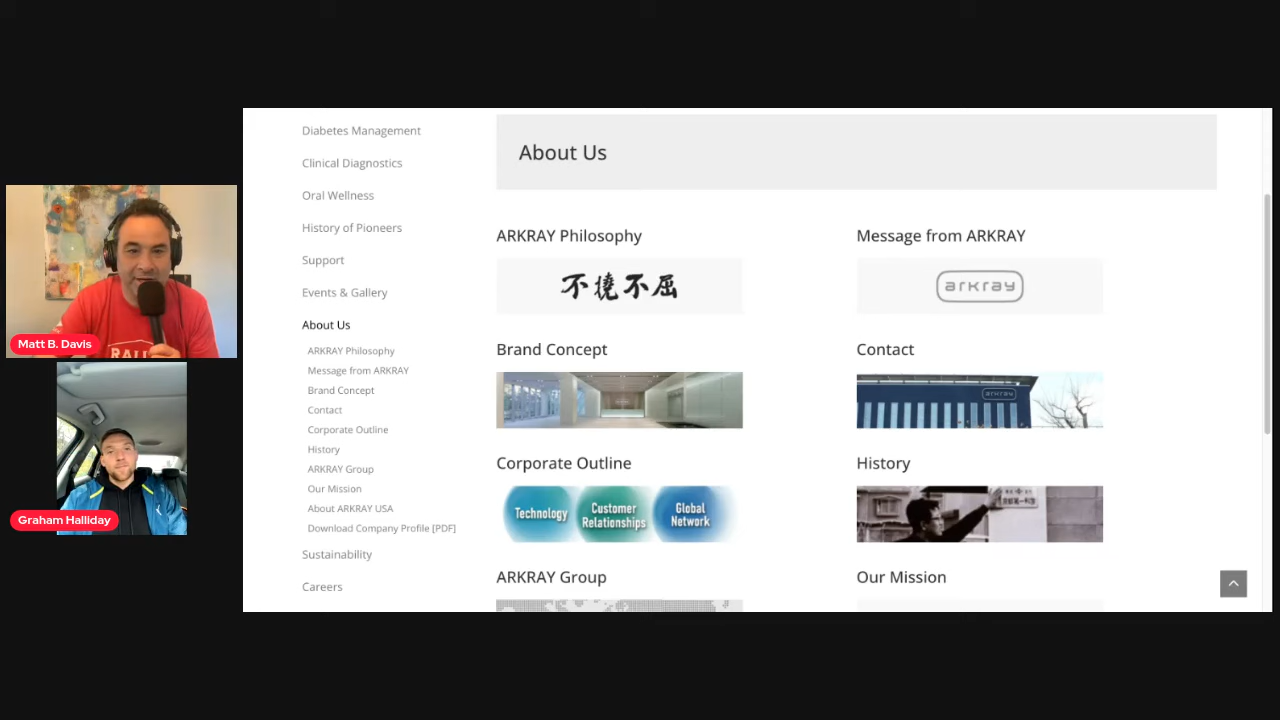 Diabetes Management
Clinical Diagnostics
Oral Wellness
History of Pioneers
Support
Events & Gallery
About Us
ARKRAY Philosophy
Message from ARKRAY
Brand Concept
Contact
Corporate Outline
History
ARKRAY Group
Our Mission
About ARKRAY USA
Download Company Profile [PDF]
Sustainability
Careers
About Us
ARKRAY Philosophy
不撓不屈
Message from ARKRAY
arkray
Brand Concept
Contact
arkray
Corporate Outline
Technology
Customer
Relationships
Global
Network
History
ARKRAY Group
Our Mission
Matt B. Davis
Graham Halliday